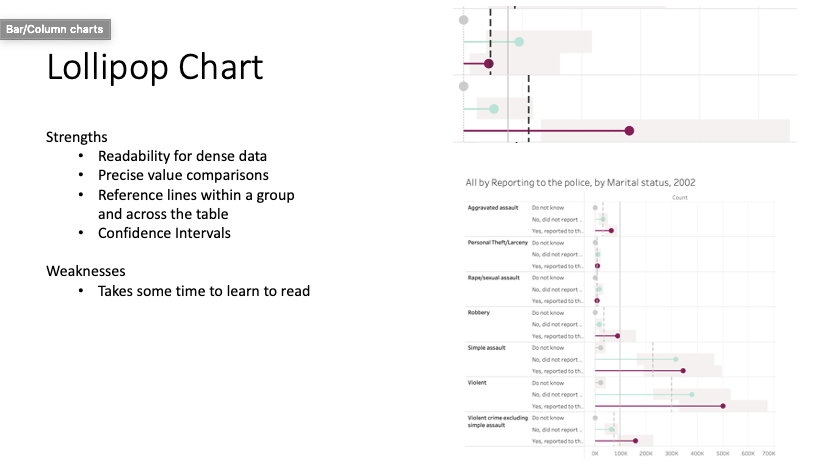 Bar/Column charts
Lollipop Chart
Strengths
• Readability for dense data
• Precise value comparisons
• Reference lines within a group
and across the table
• Confidence Intervals
Weaknesses
• Takes some time to learn to read
All by Reporting to the police, by Marital status, 2002
Count
Aggravated assault Do not know
No, did not report ..
Yes, reported to th..
Personal Theft/Larceny Do not know
No, did not report ..
Yes, reported to th..
Rape/sexual assault Do not know
No, did not report ..
Yes, reported to th..
Robbery Do not know
No, did not report ..
Yes, reported to th..
Simple assault Do not know
No, did not report ..
Yes, reported to th..
Violent Do not know
No, did not report ..
Yes, reported to th..
Violent crime excluding Do not know
simple assault No, did not report ..
Yes, reported to th..
0K 100K 200K 300K 400K 500K 600K 700K